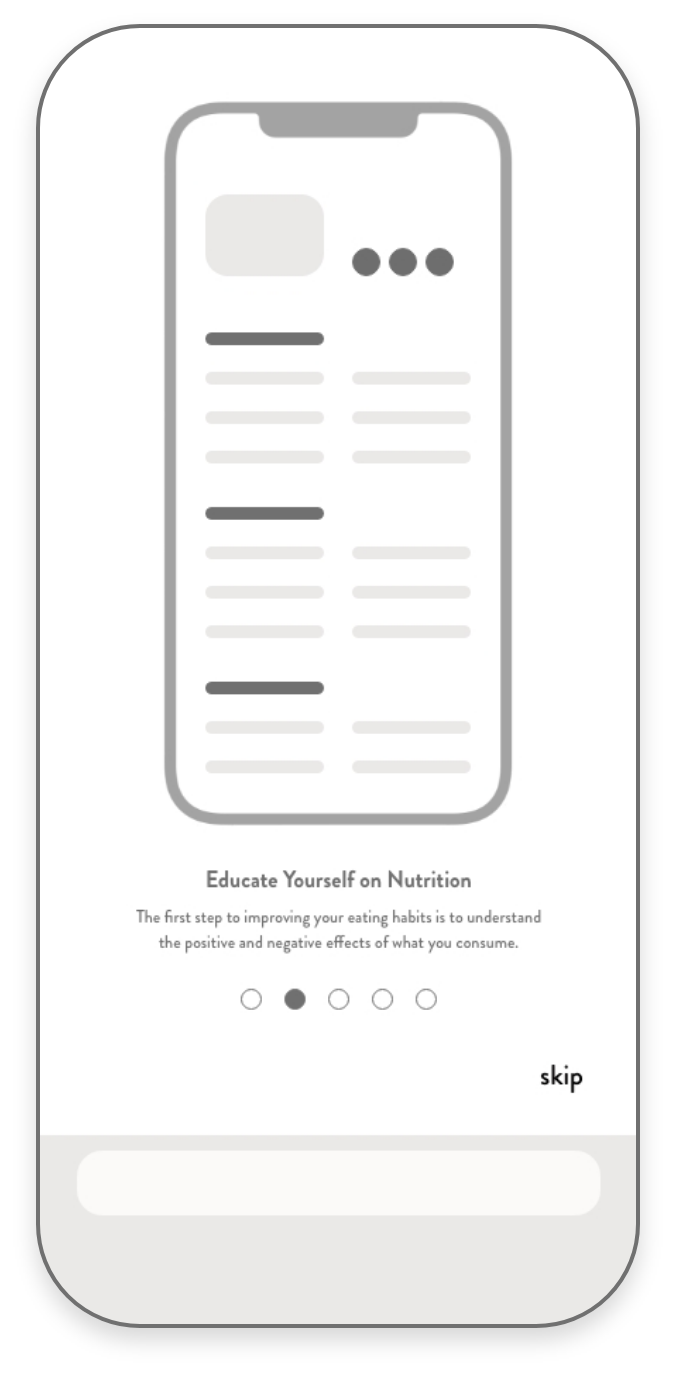 Educate Yourself on Nutrition
The first step to improving your eating habits is to understand
the positive and negative effects of what you consume.
skip